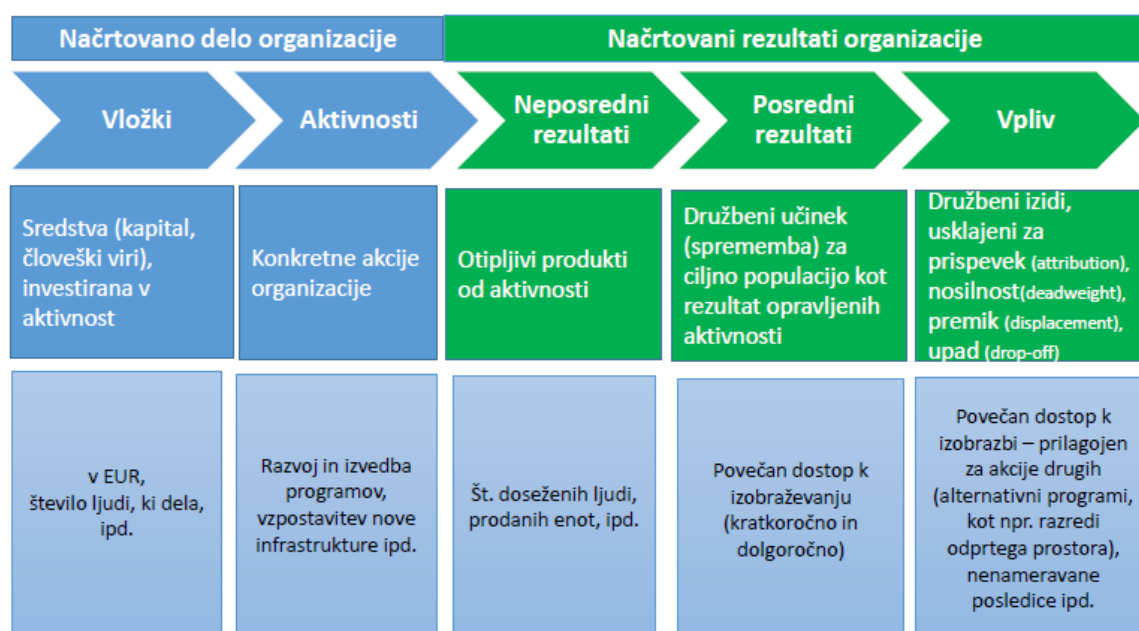 Načrtovano delo organizacije
Načrtovani rezultati organizacije
Vložki
Aktivnosti
Neposredni
rezultati
Posredni
rezultati
Vpliv
Sredstva (kapital,
človeški viri),
investirana v
aktivnost
Konkretne akcije
organizacije
Otipljivi produkti
od aktivnosti
Družbeni učinek
(sprememba) za
ciljno populacijo kot
rezultat opravljenih
aktivnosti
Družbeni izidi,
usklajeni za
prispevek (attribution),
nosilnost(deadweight),
premik (displacement),
upad (drop-off)
v EUR,
število ljudi, ki dela,
ipd.
Razvoj in izvedba
programov,
vzpostavitev nove
infrastrukture ipd.
Št. doseženih ljudi,
prodanih enot, ipd.
Povečan dostop k
izobraževanju
(kratkoročno in
dolgoročno)
Povečan dostop k
izobrazbi – prilagojen
za akcije drugih
(alternativni programi,
kot npr. razredi
odprtega prostora),
nenameravane
posledice ipd.